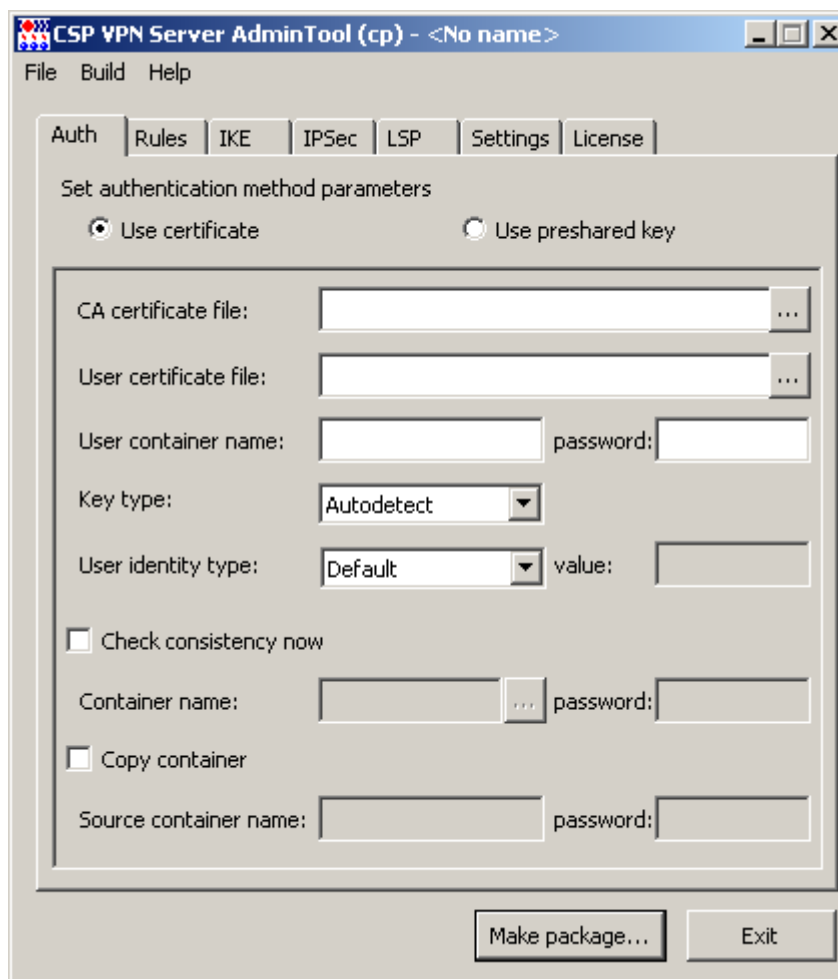 CSP VPN Server AdminTool (cp) - <No name>
File Build Help
Auth Rules IKE IPSec LSP Settings License
Set authentication method parameters
Use certificate Use preshared key
CA certificate file: ...
User certificate file: ...
User container name: password:
Key type: Autodetect
User identity type: Default value:
Check consistency now
Container name: ... password:
Copy container
Source container name: password:
Make package... Exit